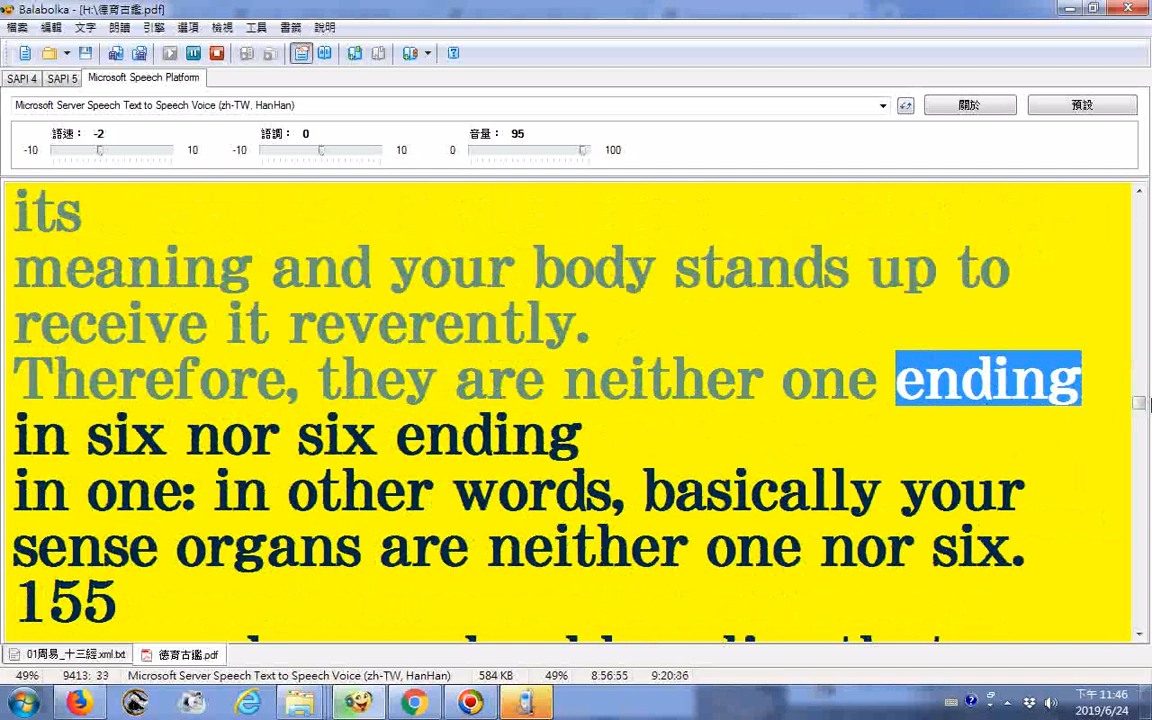 Balabolka - [H:\德育古鑑.pdf]
檔案 編輯 文字 朗讀 引擎 選項 檢視 工具 書籤 說明
SAPI 4 SAPI 5 Microsoft Speech Platform
Microsoft Server Speech Text to Speech Voice (zh-TW, HanHan) 關於 預設
語速： -2 語調： 0 音量： 95
-10 10 -10 10 0 100
its
meaning and your body stands up to
receive it reverently.
Therefore, they are neither one ending
in six nor six ending
in one: in other words, basically your
sense organs are neither one nor six.
155
01周易_十三經.xml.txt 德育古鑑.pdf
49% 9413: 33 Microsoft Server Speech Text to Speech Voice (zh-TW, HanHan) 584 KB 49% 8:56:55 9:20:36
下午 11:46
2019/6/24